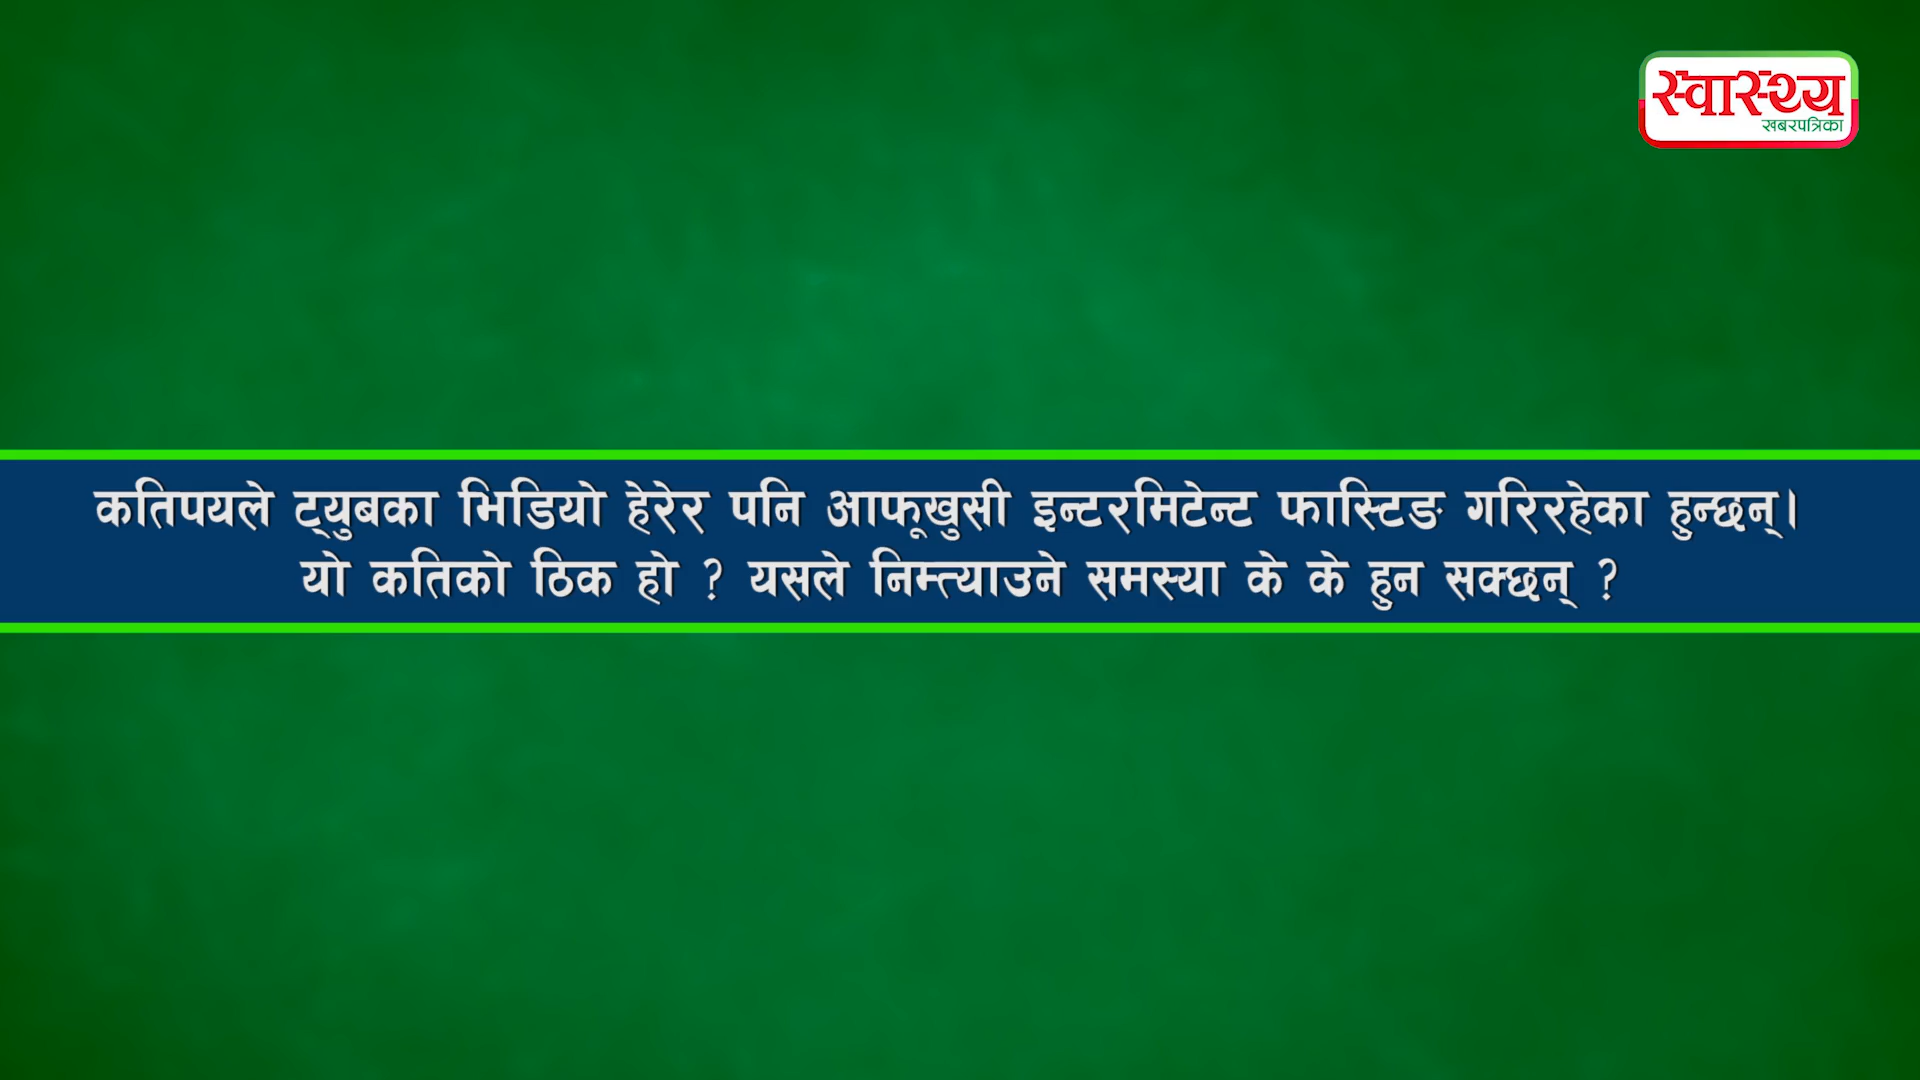 स्वास्थ्य
खबरपत्रिका
कतिपयले ट्युबका भिडियो हेरेर पनि आफूखुसी इन्टरमिटेन्ट फास्टिङ गरिरहेका हुन्छन्।
यो कतिको ठिक हो ? यसले निम्त्याउने समस्या के के हुन सक्छन् ?